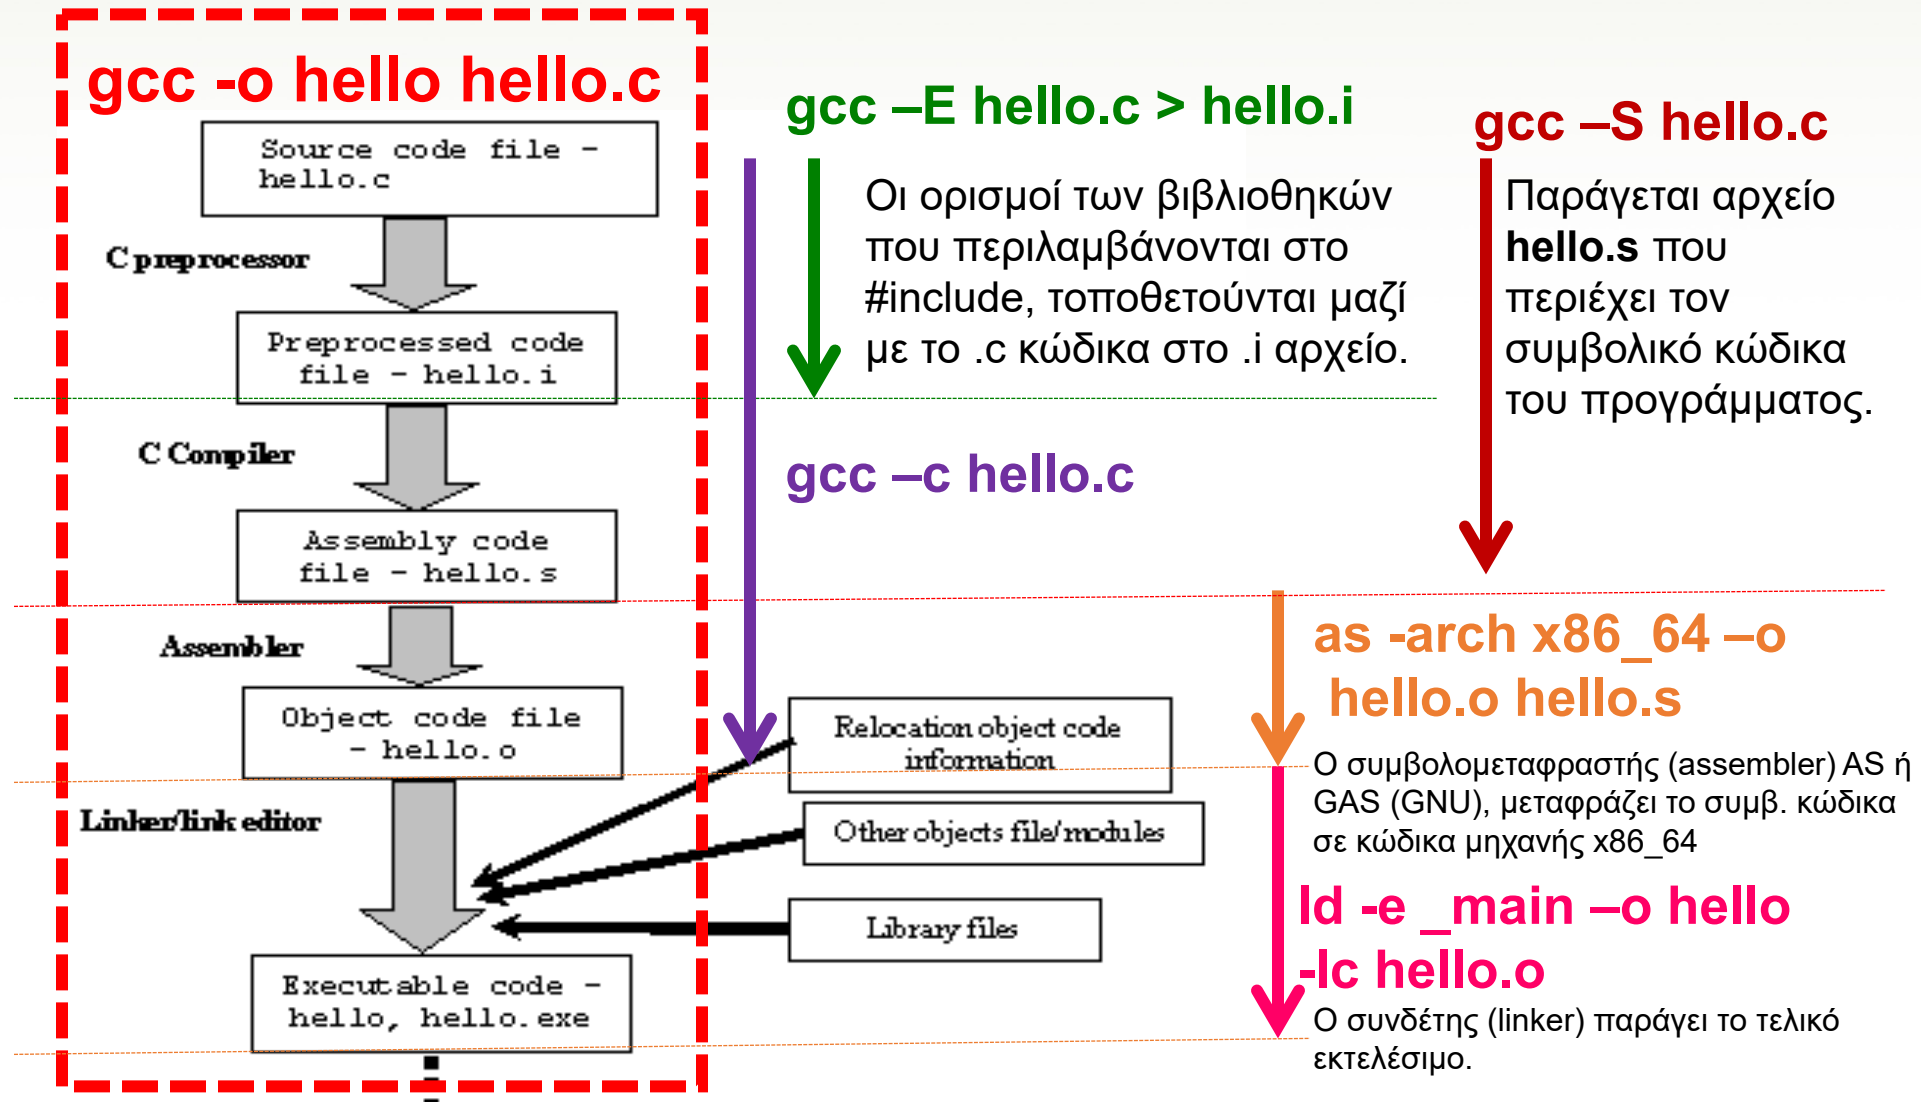 gcc -o hello hello.c
Source code file -
hello.c
C preprocessor
Preprocessed code
file - hello.i
C Compiler
Assembly code
file - hello.s
Assembler
Object code file
- hello.o
Linker/link editor
Executable code -
hello, hello.exe
Relocation object code
information
Other objects file/modules
Library files
gcc –E hello.c > hello.i
Οι ορισμοί των βιβλιοθηκών
που περιλαμβάνονται στο
#include, τοποθετούνται μαζί
με το .c κώδικα στο .i αρχείο.
gcc –c hello.c
gcc –S hello.c
Παράγεται αρχείο
hello.s που
περιέχει τον
συμβολικό κώδικα
του προγράμματος.
as -arch x86_64 –o
hello.o hello.s
Ο συμβολομεταφραστής (assembler) AS ή
GAS (GNU), μεταφράζει το συμβ. κώδικα
σε κώδικα μηχανής x86_64
ld -e _main –o hello
-lc hello.o
Ο συνδέτης (linker) παράγει το τελικό
εκτελέσιμο.